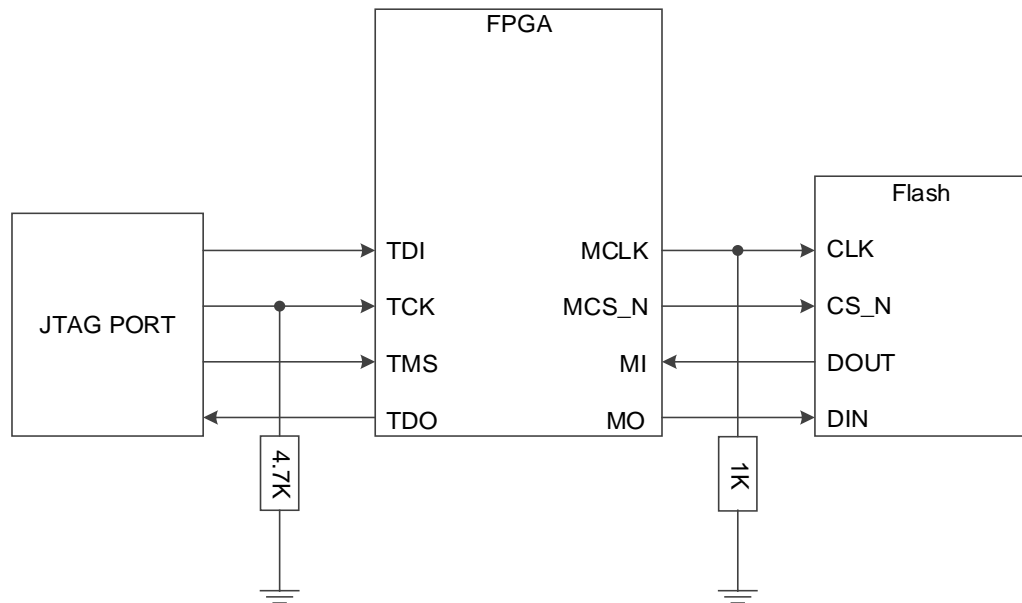 FPGA
Flash
JTAG PORT
TDI
TCK
TMS
TDO
MCLK
MCS_N
MI
MO
CLK
CS_N
DOUT
DIN
4.7K
1K